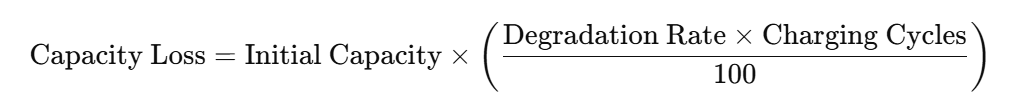 Capacity Loss = Initial Capacity × (Degradation Rate × Charging Cycles / 100)